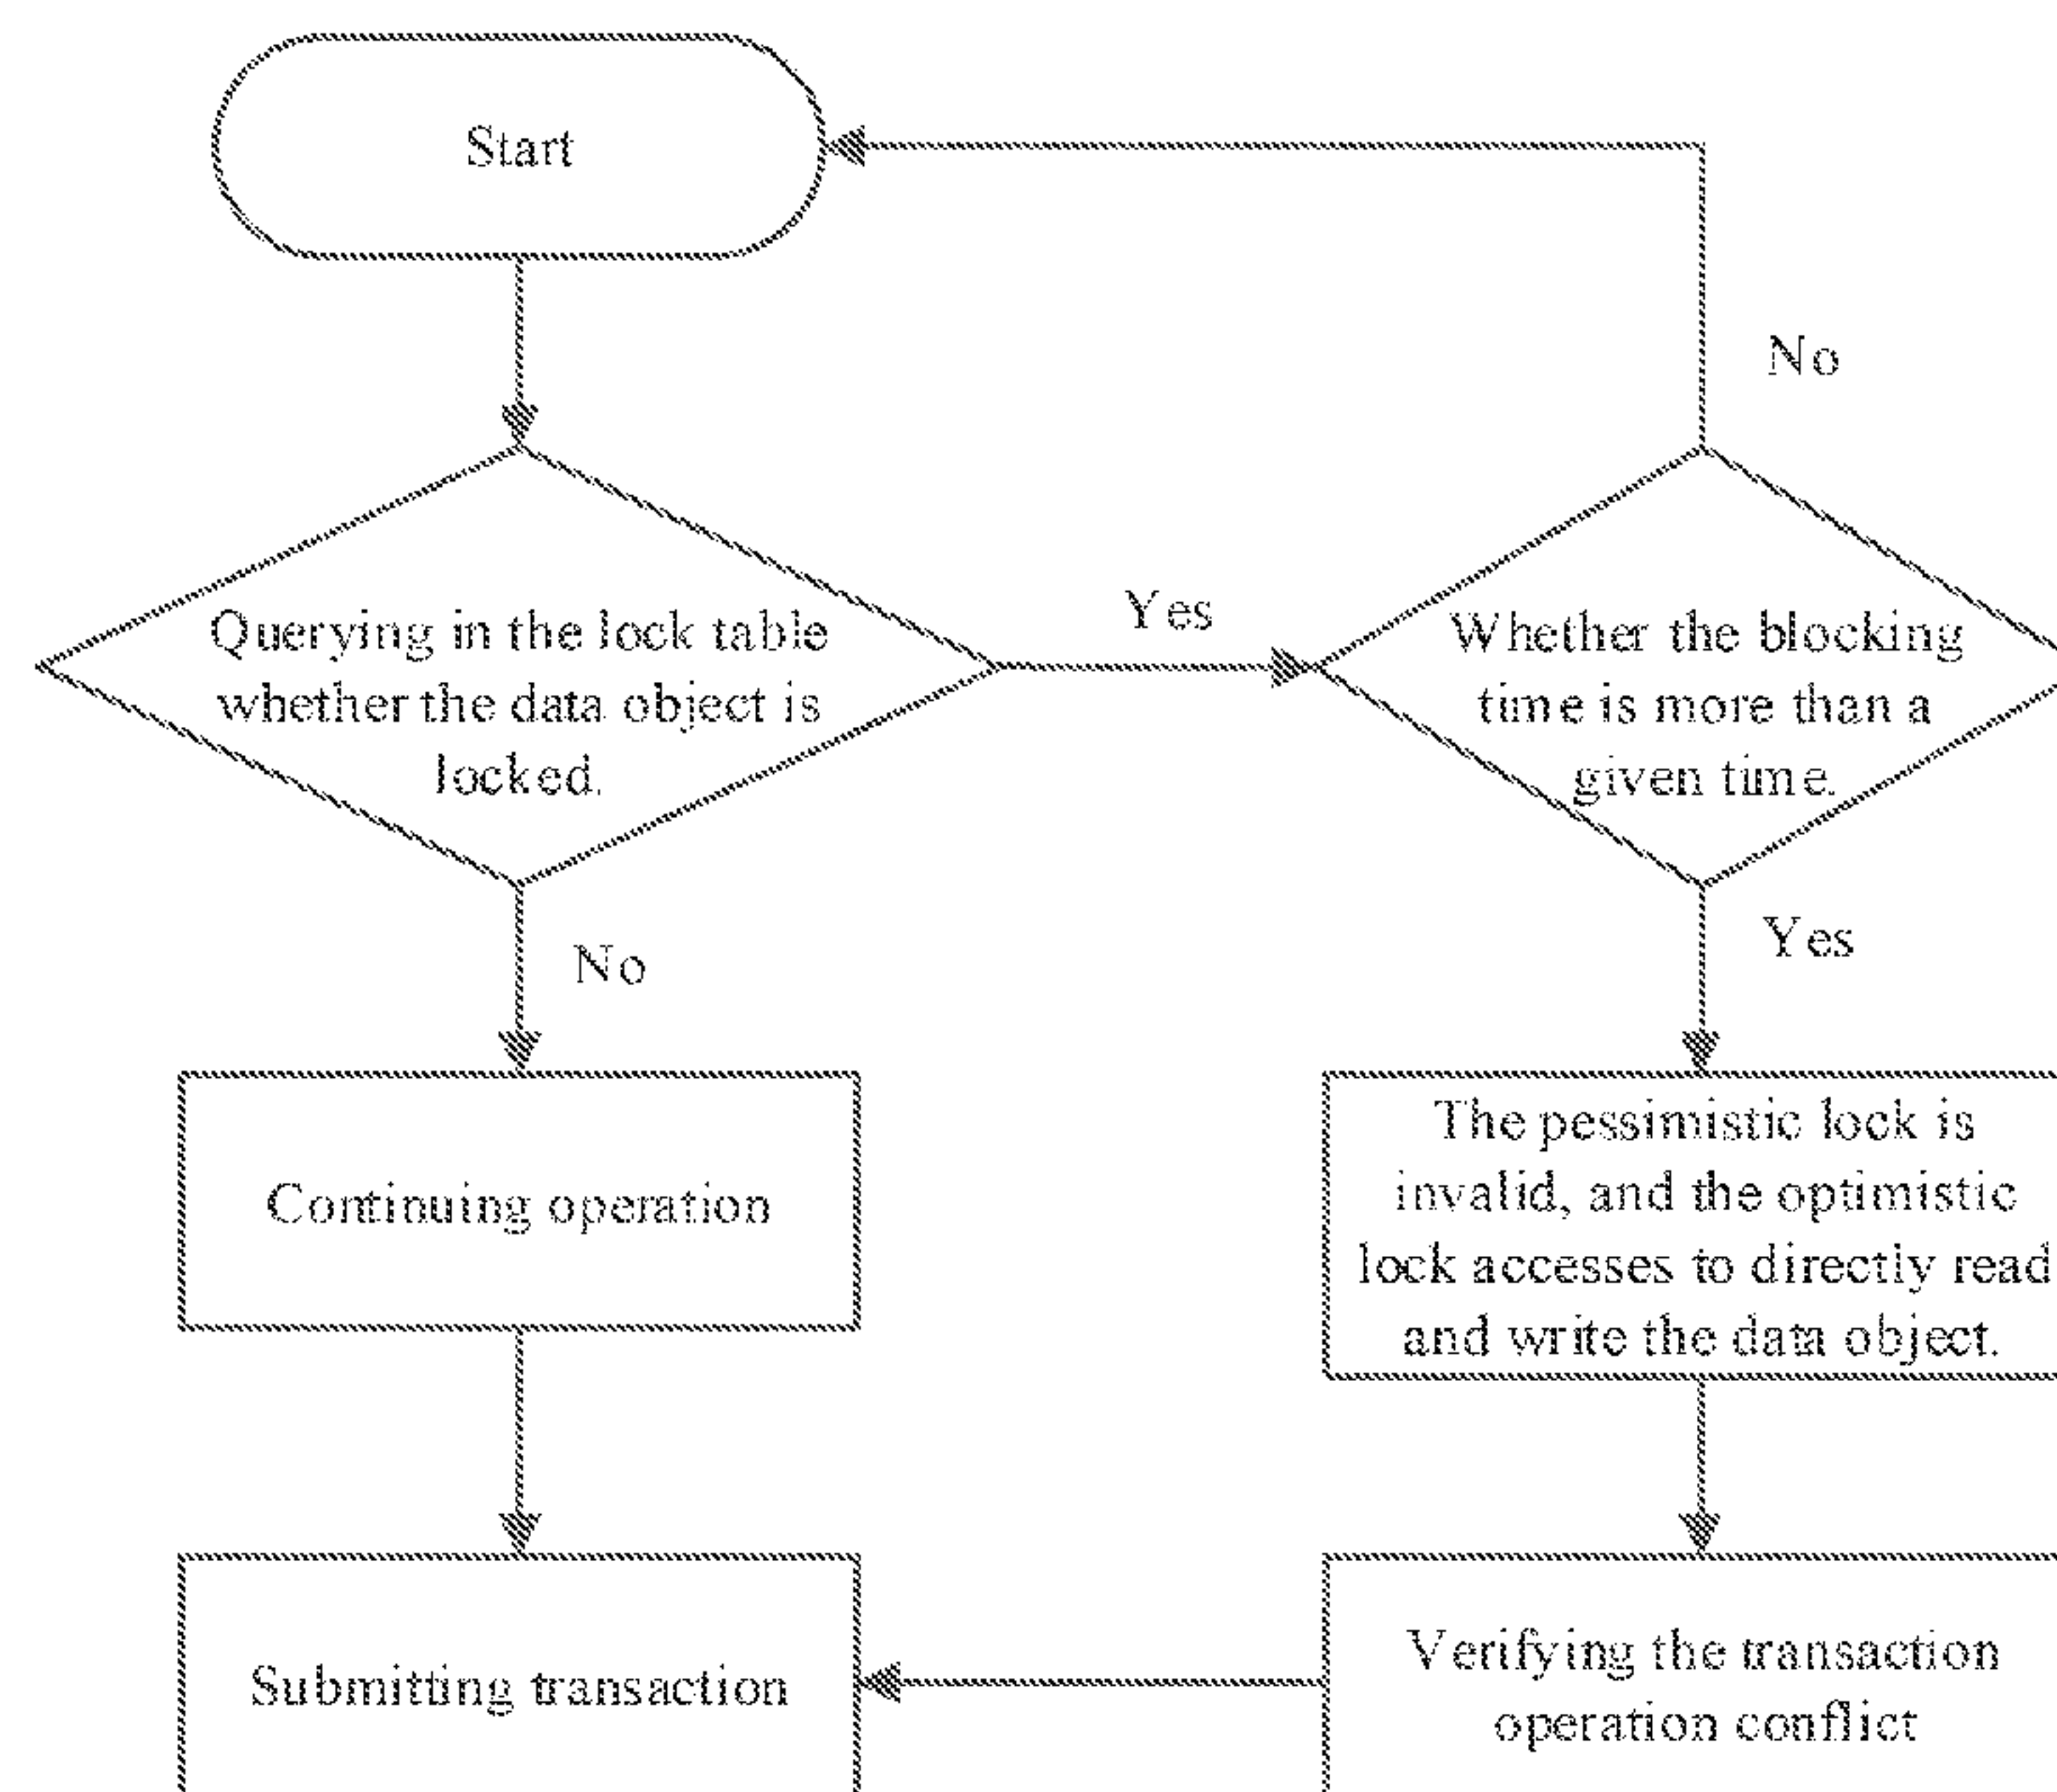 Start
No
Querying in the lock table
whether the data object is
locked.
Yes
Whether the blocking
time is more than a
given time.
No
Yes
Continuing operation
The pessimistic lock is
invalid, and the optimistic
lock accesses to directly read
and write the data object.
Submitting transaction
Verifying the transaction
operation conflict